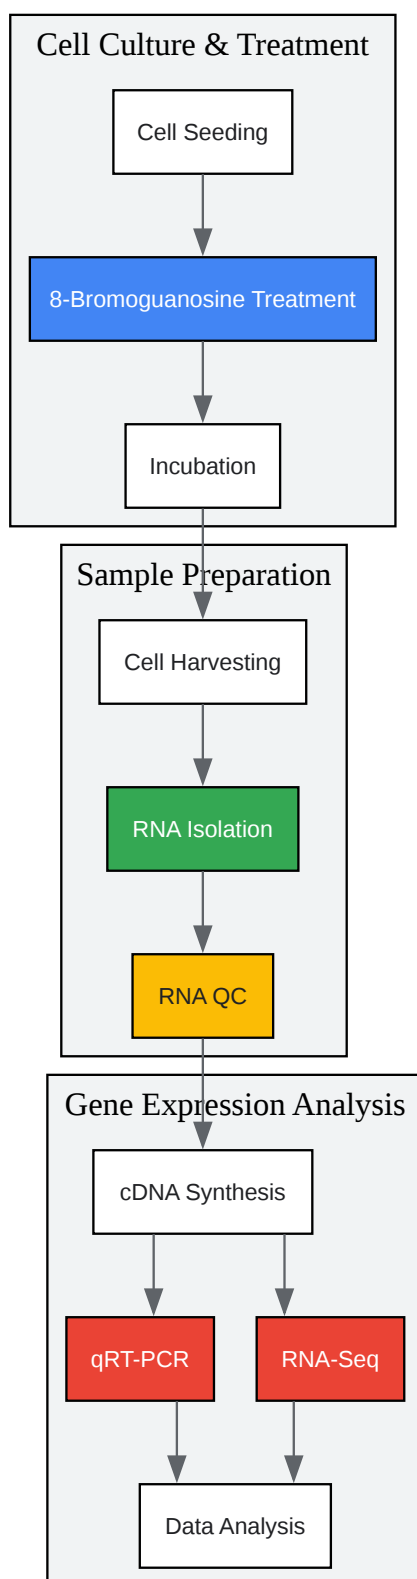 Cell Culture & Treatment
Cell Seeding
8-Bromoguanosine Treatment
Incubation
Sample Preparation
Cell Harvesting
RNA Isolation
RNA QC
Gene Expression Analysis
cDNA Synthesis
qRT-PCR
RNA-Seq
Data Analysis